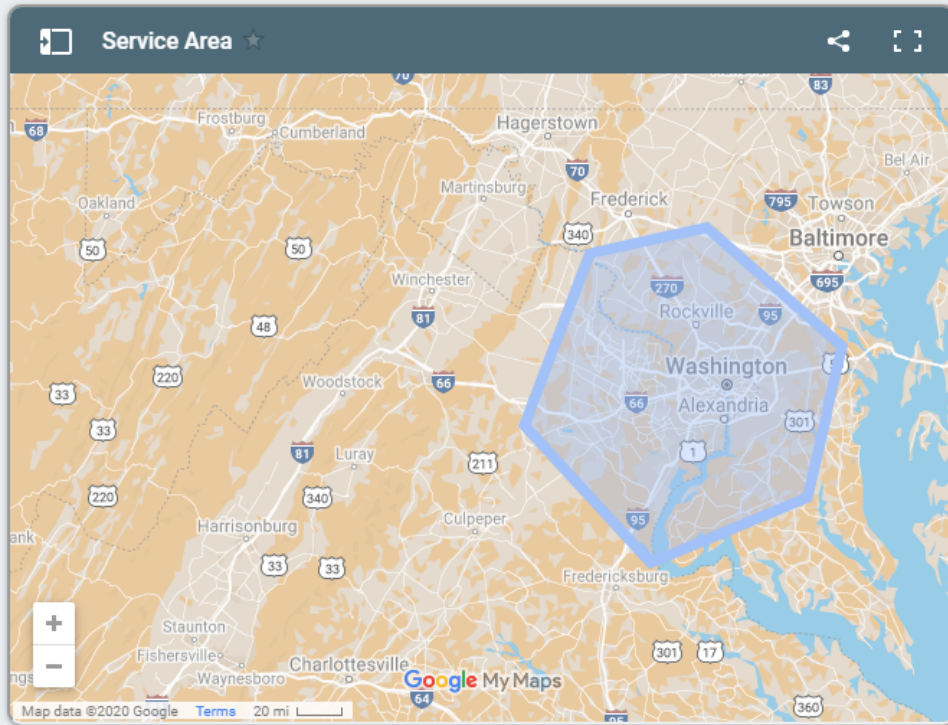 Service Area
70
83
68
Frostburg
Cumberland
Hagerstown
Bel Air
70
Martinsburg
Oakland
Frederick
795
Towson
50
50
340
Baltimore
Winchester
270
695
81
Rockville
95
48
Washington
220
Woodstock
66
33
66
Alexandria
33
301
81
Luray
211
1
220
340
Culpeper
95
Harrisonburg
33
33
Fredericksburg
+
Staunton
Fishersville
301
17
−
Charlottesville
Waynesboro
Google My Maps
64
360
95
Map data ©2020 Google
Terms
20 mi